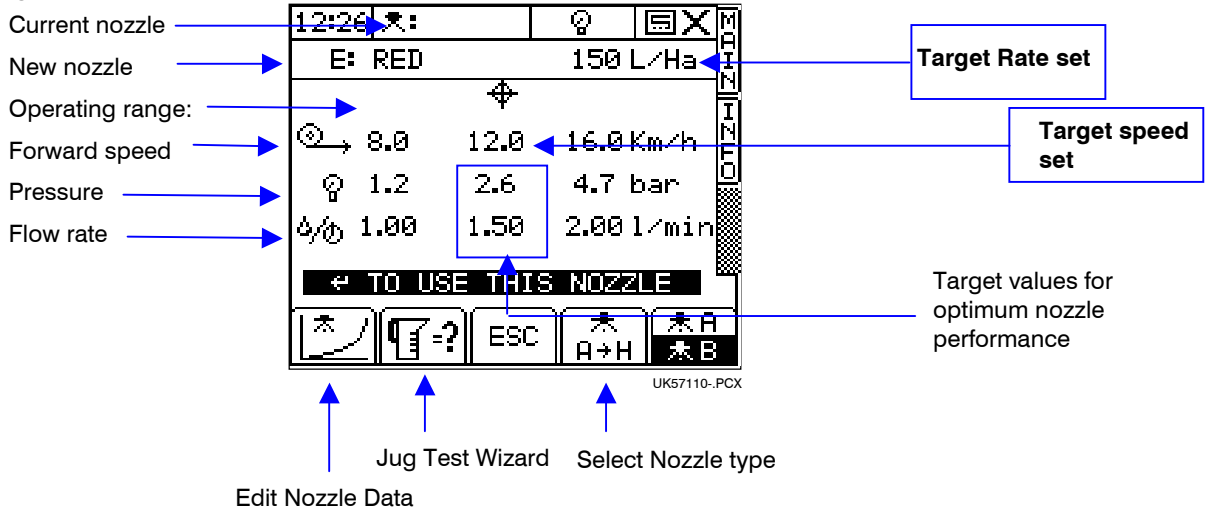 Current nozzle
New nozzle
Operating range:
Forward speed
Pressure
Flow rate
12:26 :
E: RED 150 L/Ha
8.0 12.0 16.0 Km/h
1.2 2.6 4.7 bar
1.00 1.50 2.00 l/min
↵ TO USE THIS NOZZLE
=? ESC A→H A
B
MAIN
INFO
Target Rate set
Target speed
set
Target values for
optimum nozzle
performance
UK57110-.PCX
Jug Test Wizard
Select Nozzle type
Edit Nozzle Data